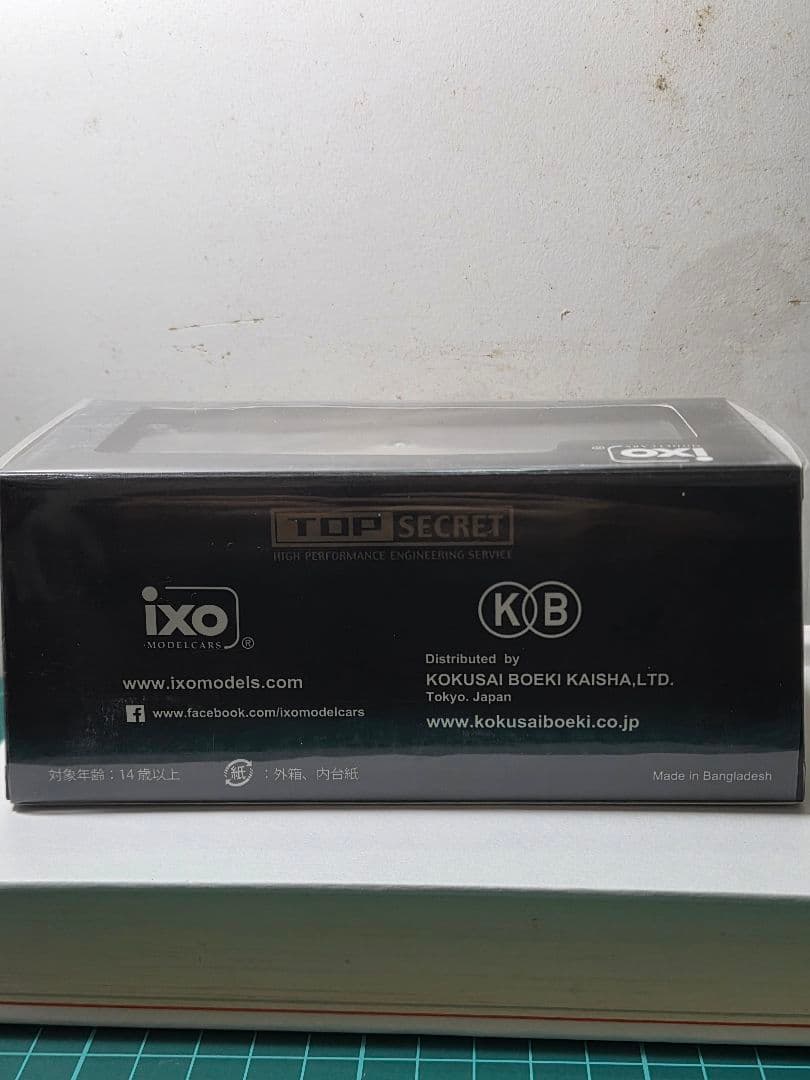 ixo
MODELCARS
TOP SECRET
HIGH PERFORMANCE ENGINEERING SERVICE
ixo
MODELCARS ®
www.ixomodels.com
www.facebook.com/ixomodelcars
KB
Distributed by
KOKUSAI BOEKI KAISHA,LTD.
Tokyo. Japan
www.kokusaiboeki.co.jp
対象年齢：14歳以上
紙：外箱、内台紙
Made in Bangladesh